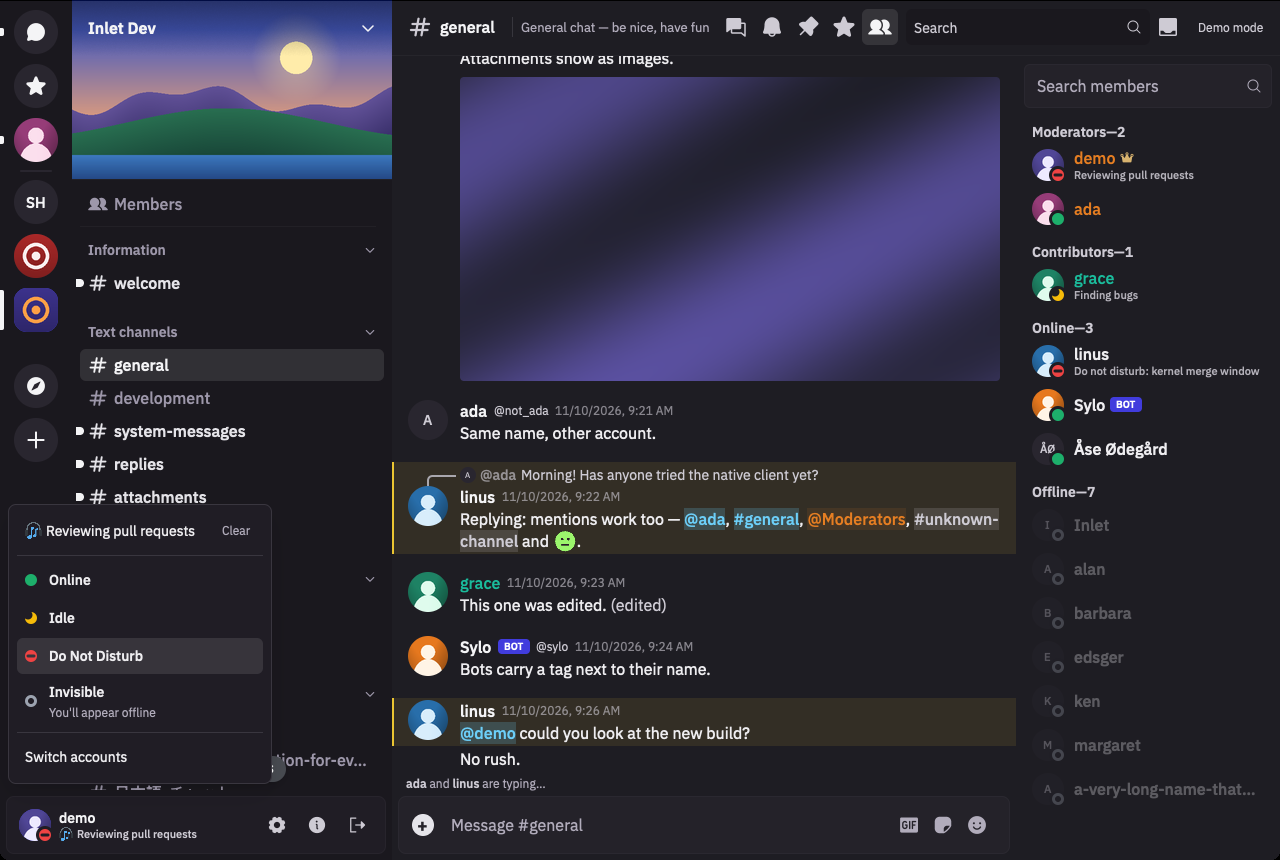 Inlet Dev
# general
General chat — be nice, have fun
Search
Demo mode
SH
Members
Information
# welcome
Text channels
# general
# development
# system-messages
# replies
# attachments
Reviewing pull requests
Clear
Online
Idle
Do Not Disturb
Invisible
You'll appear offline
Switch accounts
tion-for-ev...
demo
Reviewing pull requests
Attachments show as images.
A
ada @not_ada 11/10/2026, 9:21 AM
Same name, other account.
A @ada Morning! Has anyone tried the native client yet?
linus 11/10/2026, 9:22 AM
Replying: mentions work too — @ada, #general, @Moderators, #unknown-
channel and .
grace 11/10/2026, 9:23 AM
This one was edited. (edited)
Sylo BOT @sylo 11/10/2026, 9:24 AM
Bots carry a tag next to their name.
linus 11/10/2026, 9:26 AM
@demo could you look at the new build?
No rush.
ada and linus are typing...
Message #general
GIF
Search members
Moderators—2
demo
Reviewing pull requests
ada
Contributors—1
grace
Finding bugs
Online—3
linus
Do not disturb: kernel merge window
Sylo BOT
ÅØ Åse Ødegård
Offline—7
I Inlet
A alan
B barbara
E edsger
K ken
M margaret
A a-very-long-name-that...